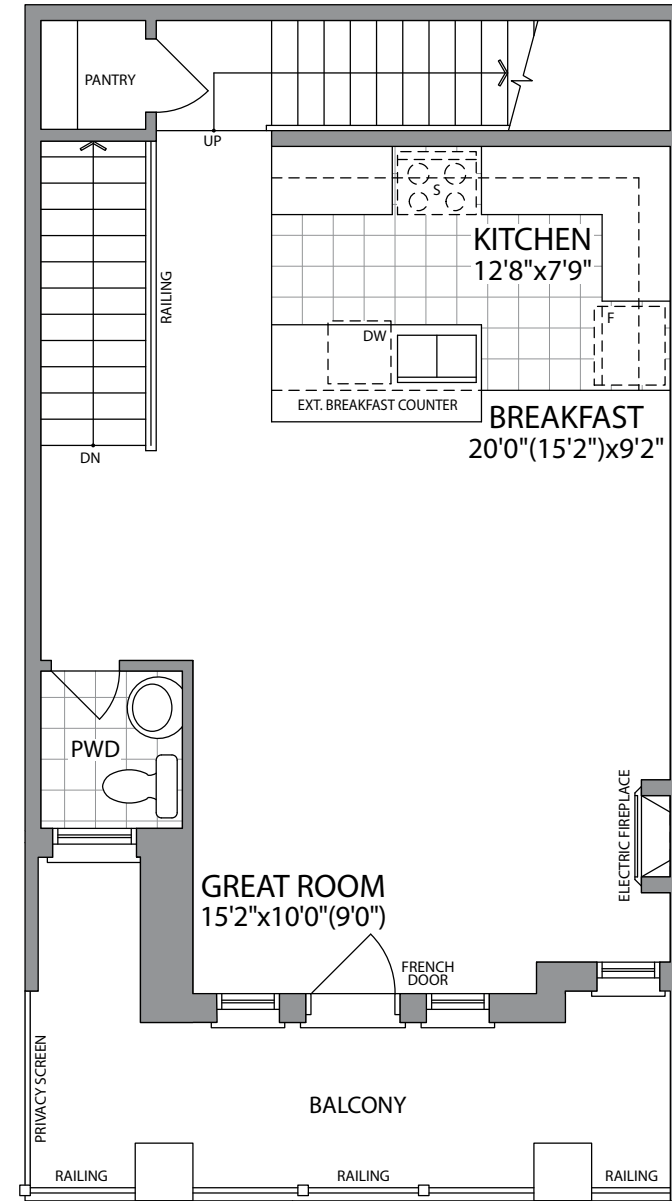 PANTRY
UP
S
KITCHEN
12'8"x7'9"
RAILING
F
DW
EXT. BREAKFAST COUNTER
BREAKFAST
20'0"(15'2")x9'2"
DN
PWD
ELECTRIC FIREPLACE
GREAT ROOM
15'2"x10'0"(9'0")
FRENCH
DOOR
PRIVACY SCREEN
BALCONY
RAILING
RAILING
RAILING